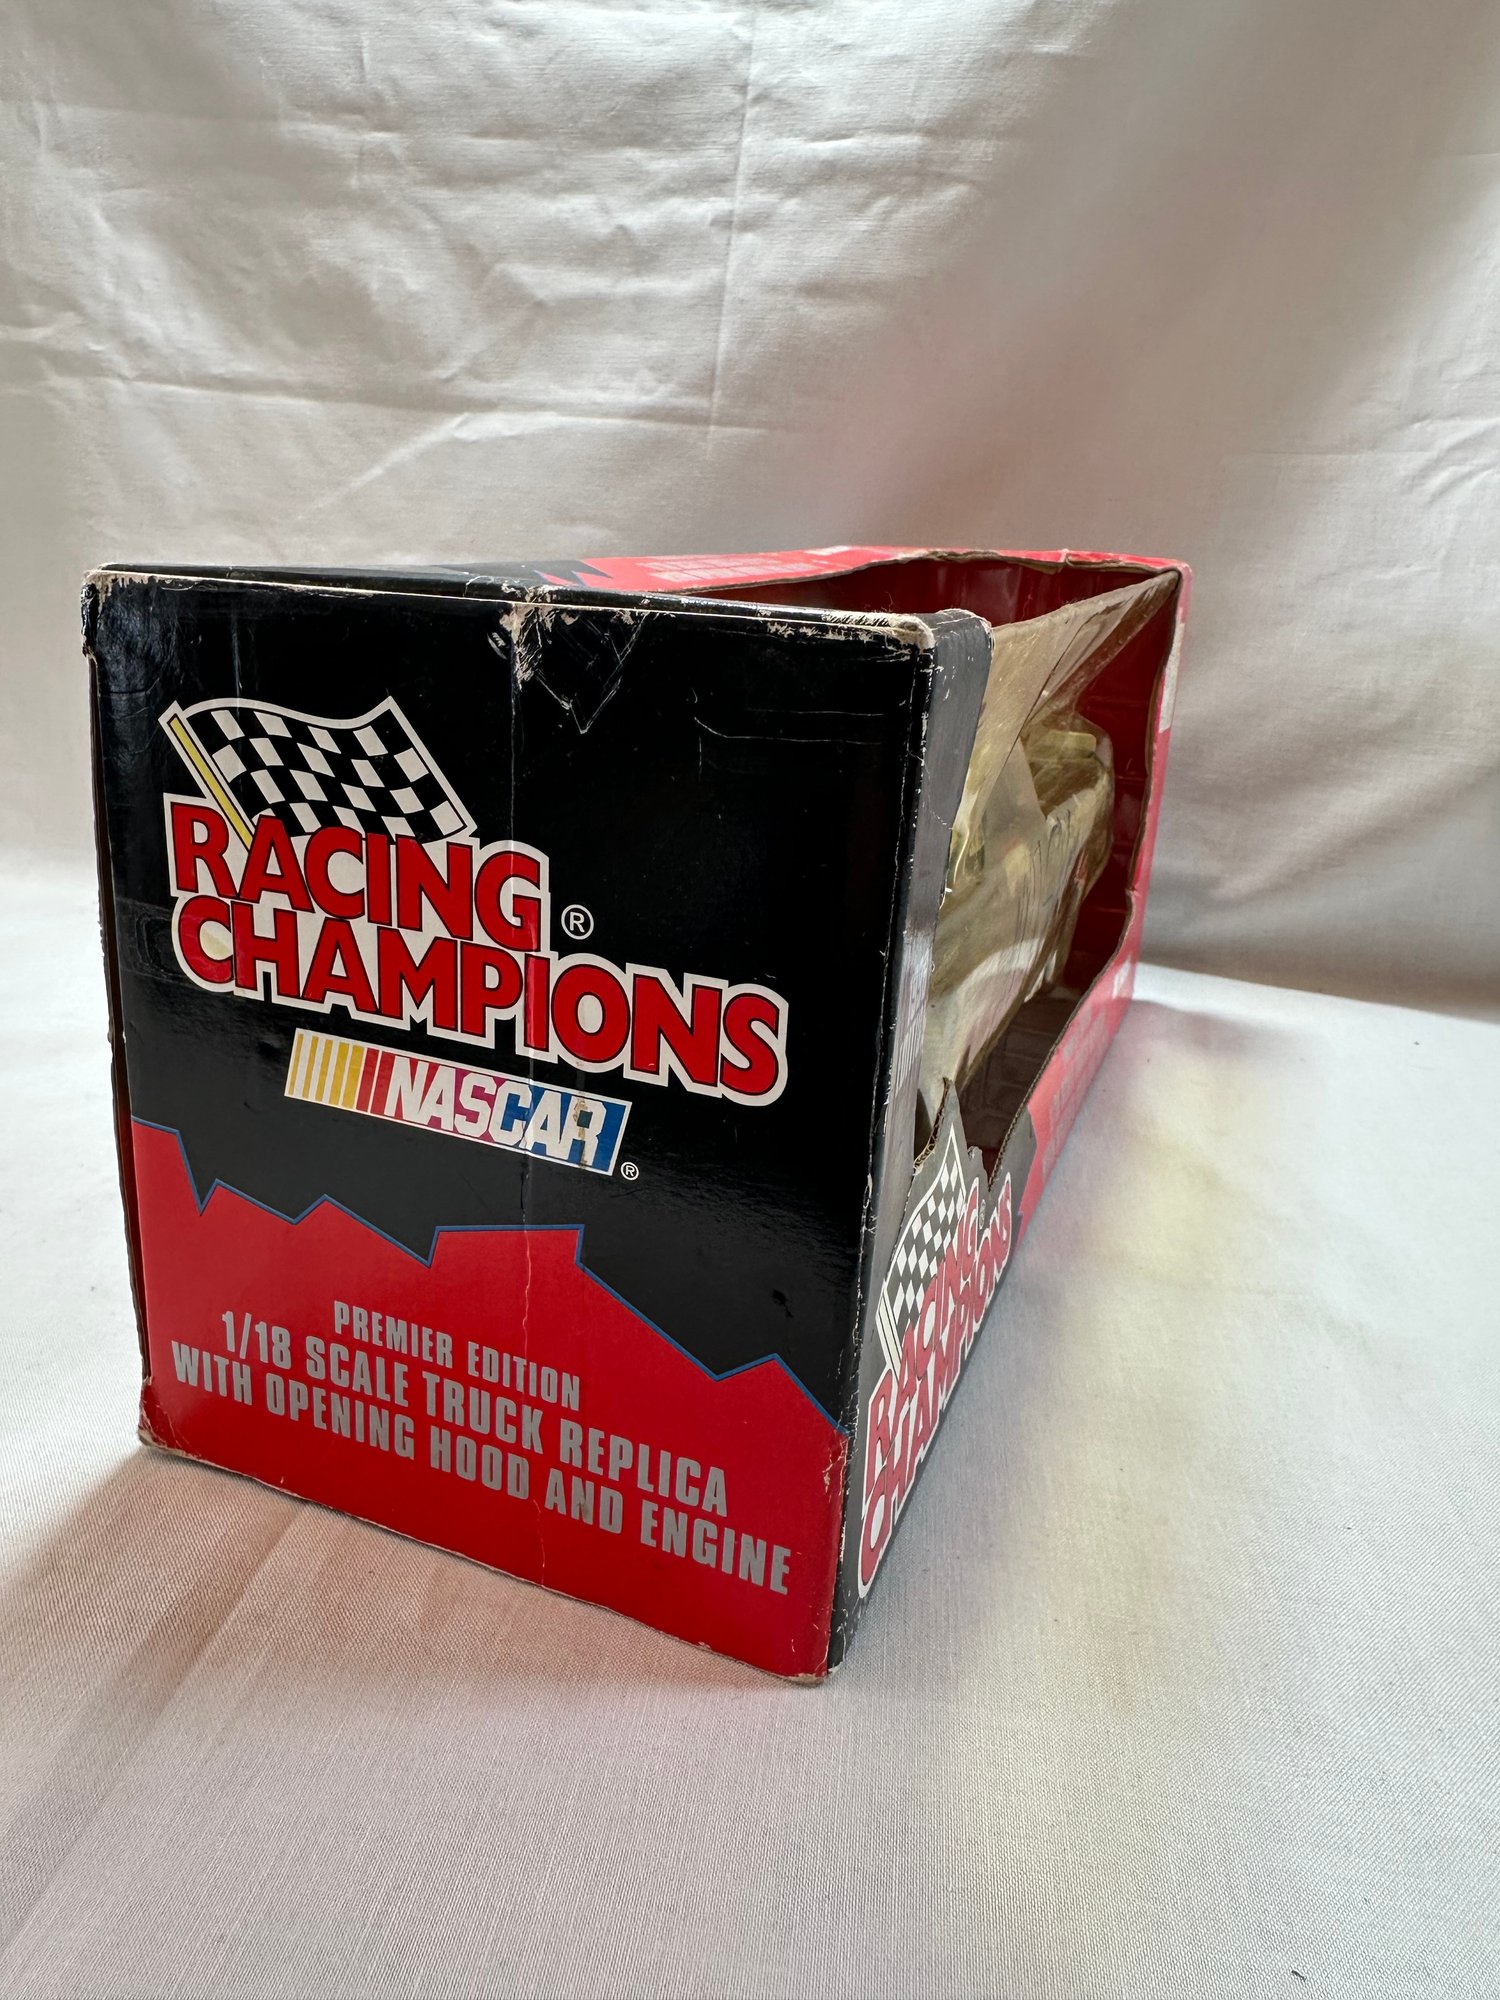 RACING
CHAMPIONS
®
NASCAR
®
PREMIER EDITION
1/18 SCALE TRUCK REPLICA
WITH OPENING HOOD AND ENGINE
RACING
CHAMPIONS
®